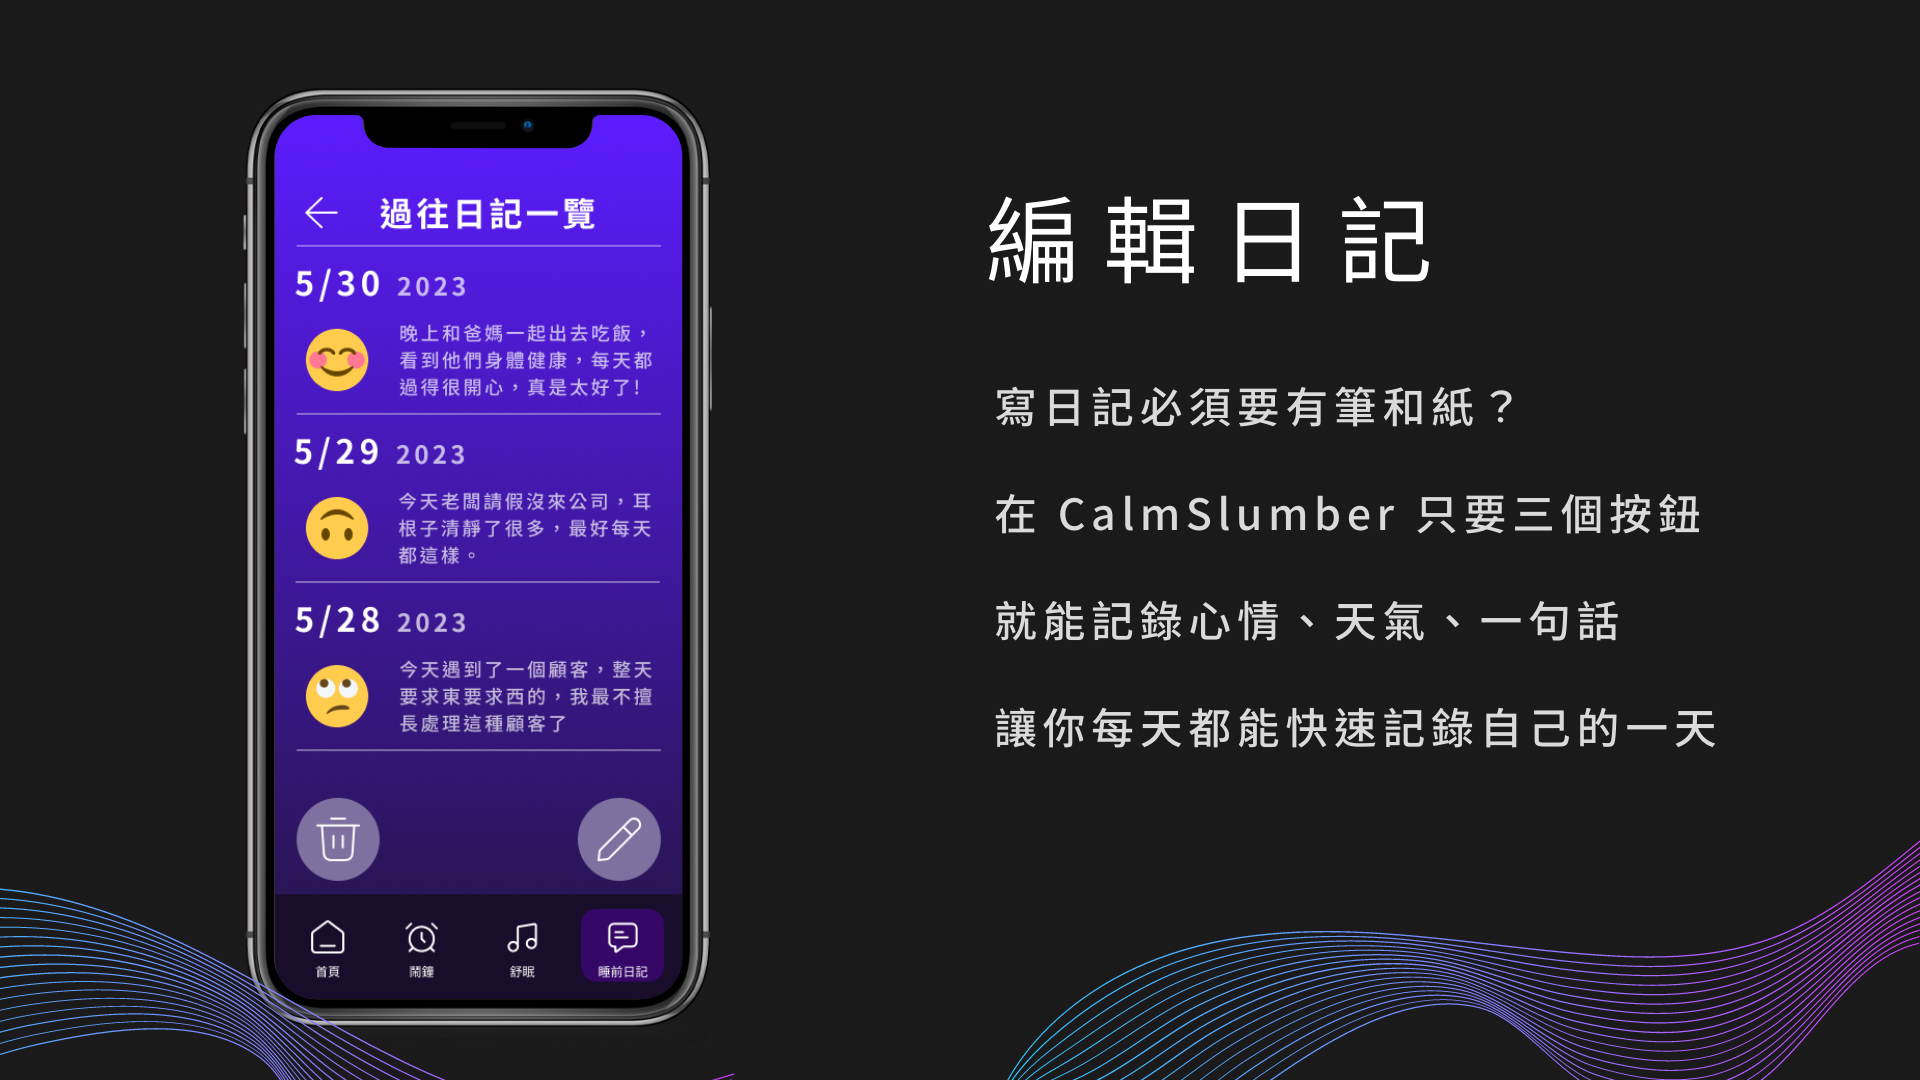 過往日記一覽
5/30 2023
晚上和爸媽一起出去吃飯，
看到他們身體健康，每天都
過得很開心，真是太好了!
5/29 2023
今天老闆請假沒來公司，耳
根子清靜了很多，最好每天
都這樣。
5/28 2023
今天遇到了一個顧客，整天
要求東要求西的，我最不擅
長處理這種顧客了
首頁
鬧鐘
舒眠
睡前日記
編輯日記
寫日記必須要有筆和紙？
在 CalmSlumber 只要三個按鈕
就能記錄心情、天氣、一句話
讓你每天都能快速記錄自己的一天